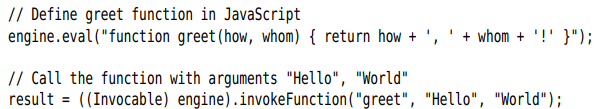 // Define greet function in JavaScript
engine.eval("function greet(how, whom) { return how + ', ' + whom + '!' }");
// Call the function with arguments "Hello", "World"
result = ((Invocable) engine).invokeFunction("greet", "Hello", "World");